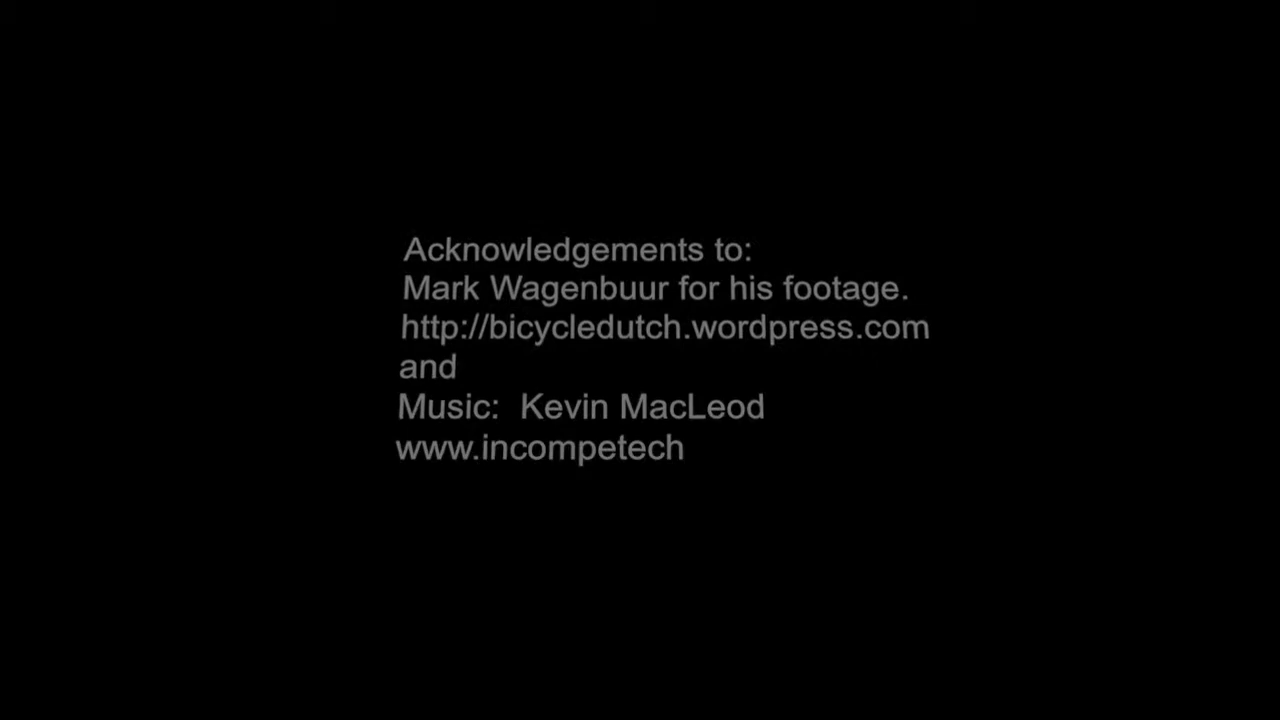 Acknowledgements to:
Mark Wagenbuur for his footage.
http://bicycledutch.wordpress.com
and
Music:  Kevin MacLeod
www.incompetech